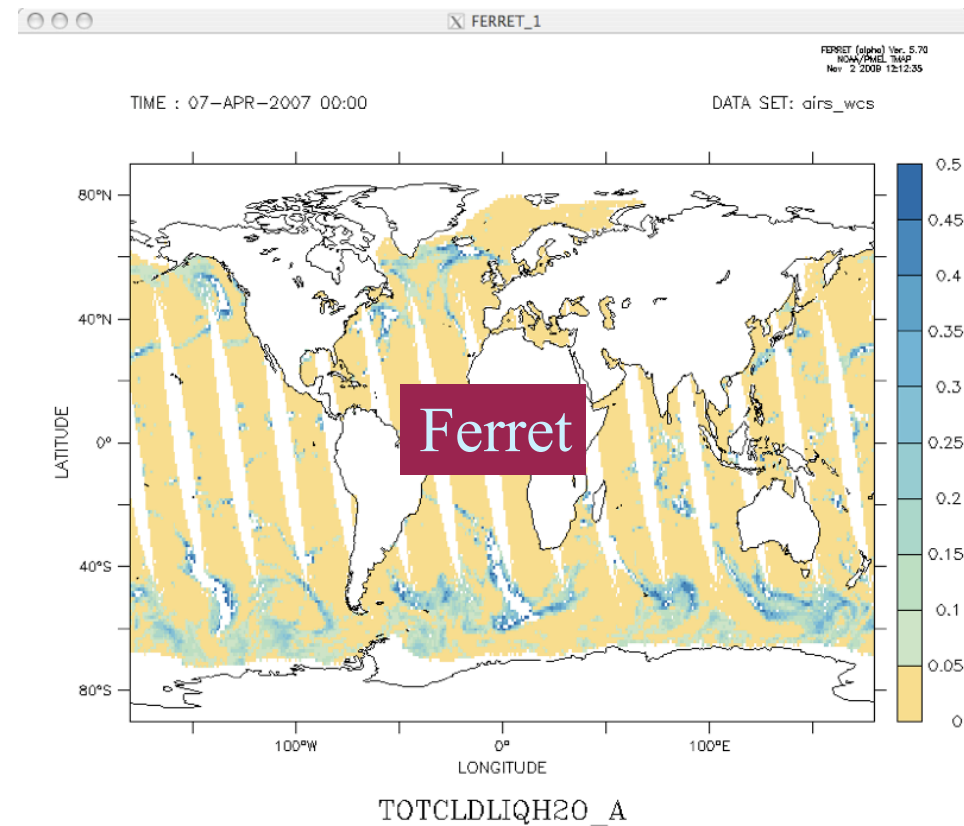 FERRET_1
FERRET (alpha) Ver. 5.70
NOAA/PMEL TMAP
Nov 2 2009 12:12:35
TIME : 07-APR-2007 00:00
DATA SET: airs_wcs
80°N
40°N
0°
40°S
80°S
LATITUDE
Ferret
0.5
0.45
0.4
0.35
0.3
0.25
0.2
0.15
0.1
0.05
0
100°W
0°
100°E
LONGITUDE
TOTCLDLIQH2O_A